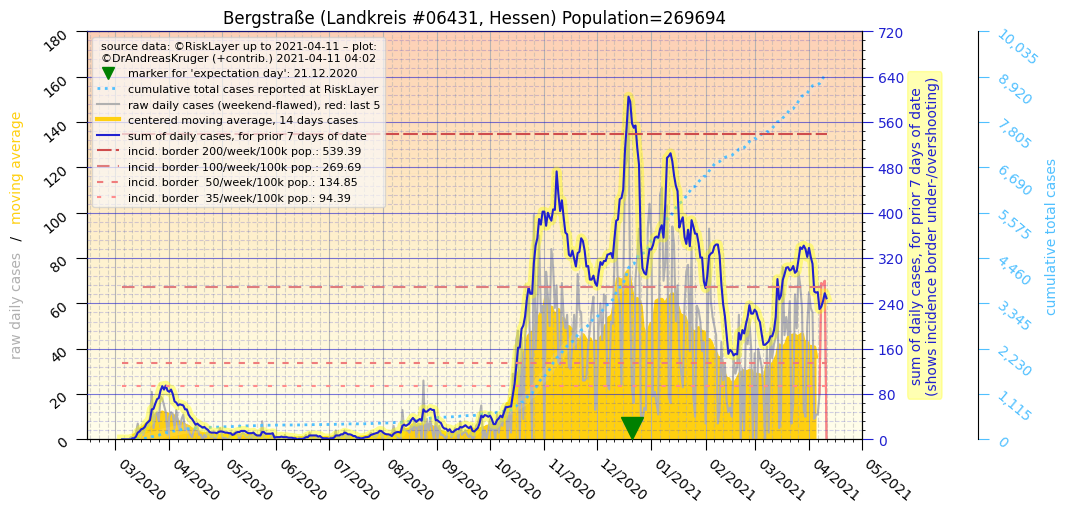 Bergstraße (Landkreis #06431, Hessen) Population=269694
source data: ©RiskLayer up to 2021-04-11 – plot:
©DrAndreasKruger (+contrib.) 2021-04-11 04:02
marker for 'expectation day': 21.12.2020
cumulative total cases reported at RiskLayer
raw daily cases (weekend-flawed), red: last 5
centered moving average, 14 days cases
sum of daily cases, for prior 7 days of date
incid. border 200/week/100k pop.: 539.39
incid. border 100/week/100k pop.: 269.69
incid. border  50/week/100k pop.: 134.85
incid. border  35/week/100k pop.: 94.39
raw daily cases / moving average
180
160
140
120
100
80
60
40
20
0
03/2020
04/2020
05/2020
06/2020
07/2020
08/2020
09/2020
10/2020
11/2020
12/2020
01/2021
02/2021
03/2021
04/2021
05/2021
720
640
560
480
400
320
240
160
80
0
sum of daily cases, for prior 7 days of date
(shows incidence border under-/overshooting)
10,035
8,920
7,805
6,690
5,575
4,460
3,345
2,230
1,115
0
cumulative total cases